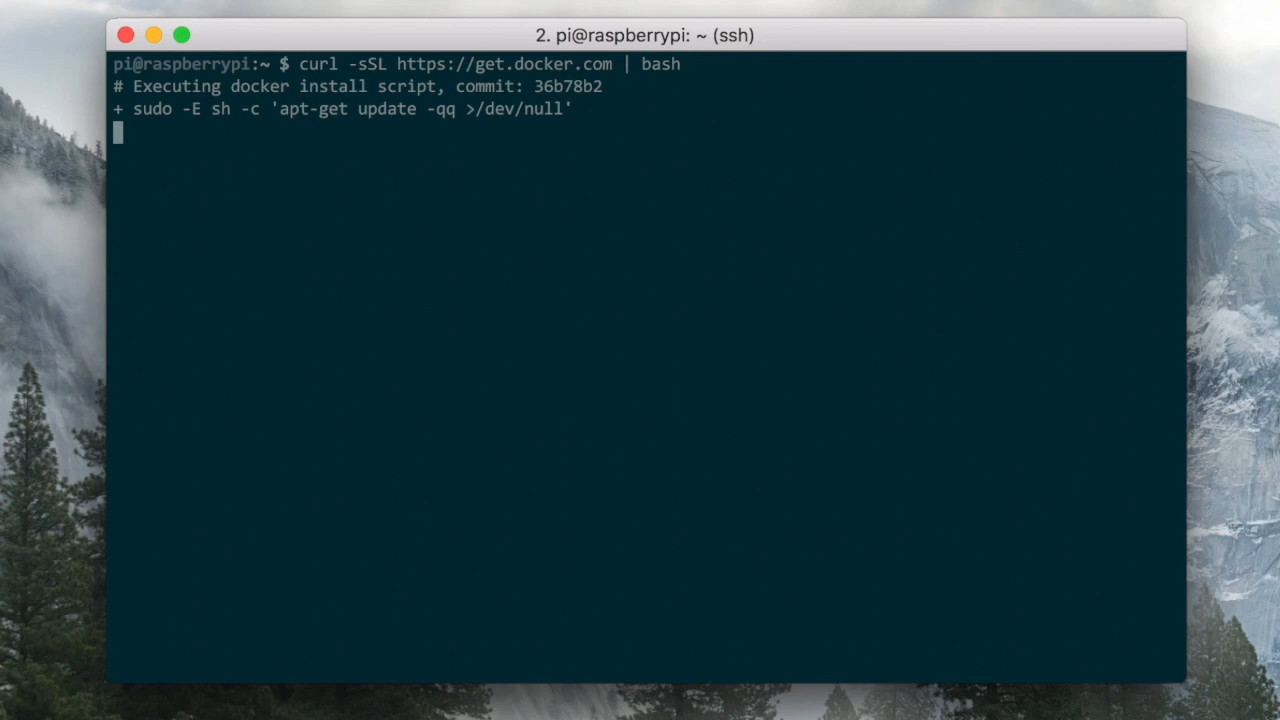 2. pi@raspberrypi: ~ (ssh)
pi@raspberrypi:~ $ curl -sSL https://get.docker.com | bash
# Executing docker install script, commit: 36b78b2
+ sudo -E sh -c 'apt-get update -qq >/dev/null'